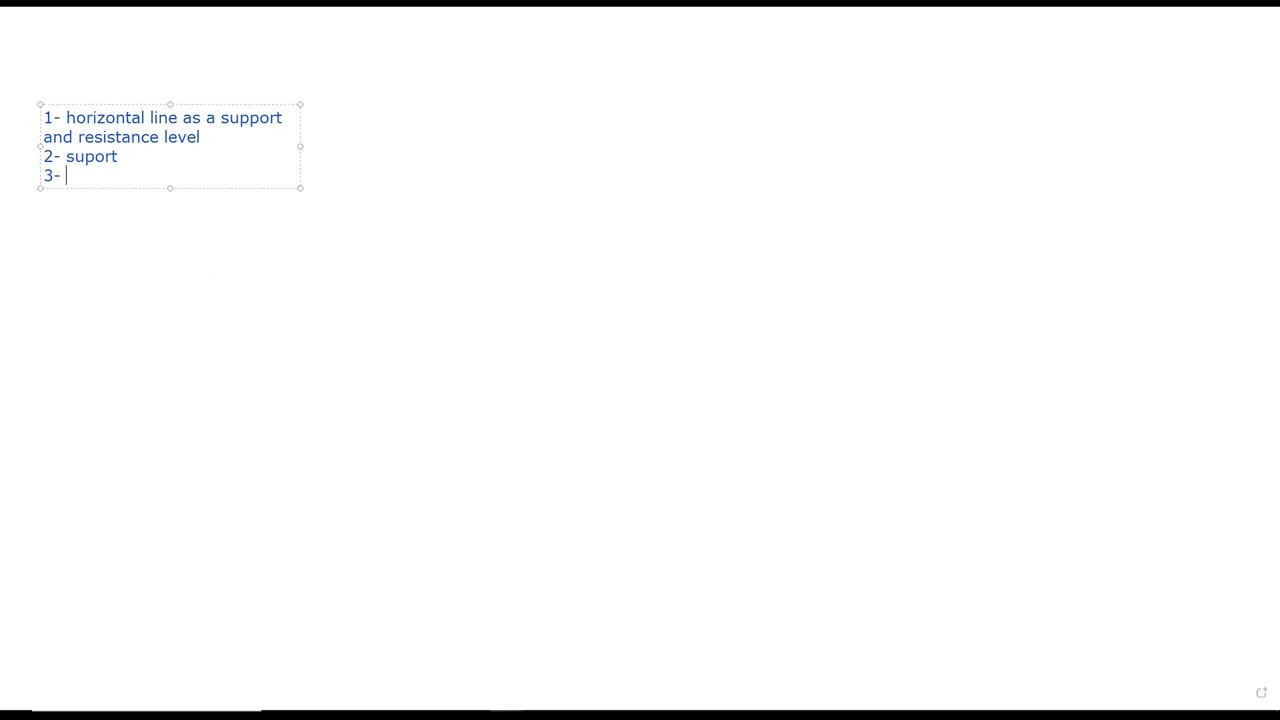 1- horizontal line as a support
and resistance level
2- suport
3-